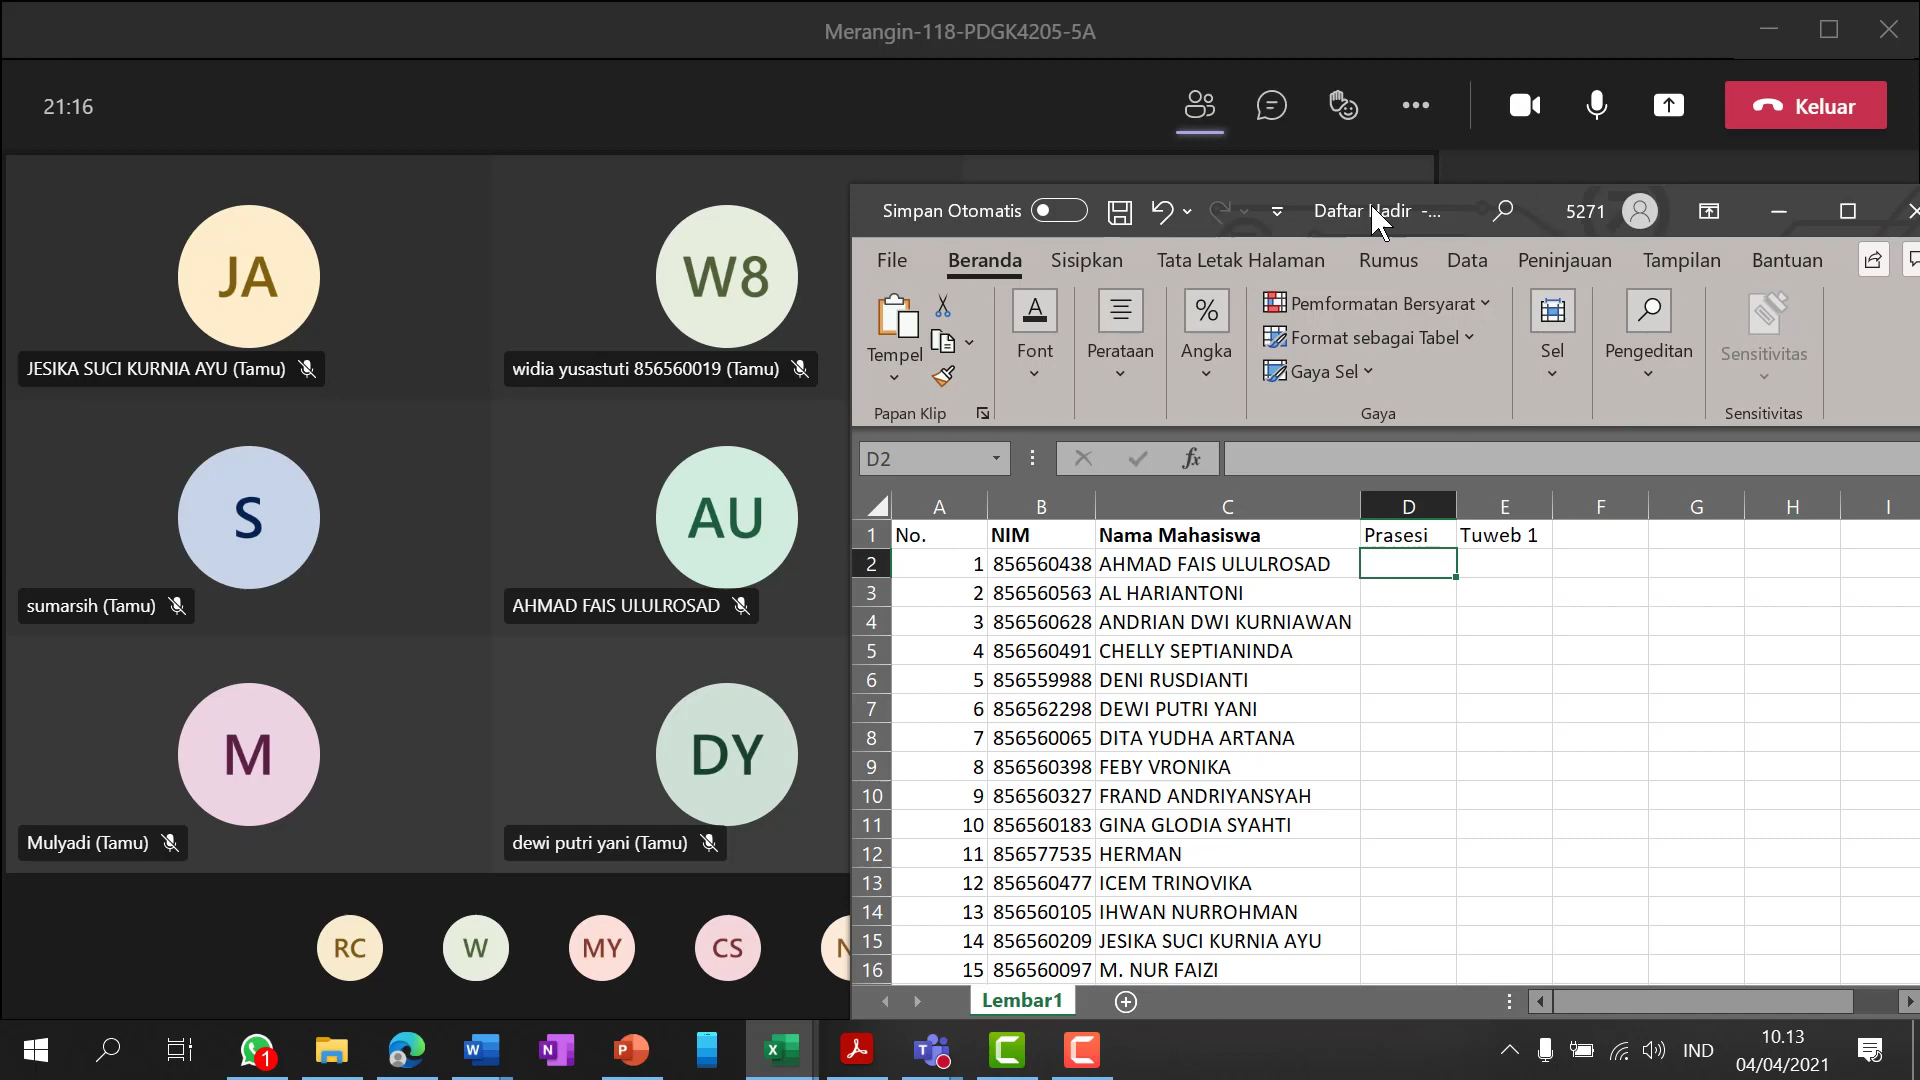 Merangin-118-PDGK4205-5A
21:16
Keluar
JA
JESIKA SUCI KURNIA AYU (Tamu)
W8
widia yusastuti 856560019 (Tamu)
S
sumarsih (Tamu)
AU
AHMAD FAIS ULULROSAD
M
Mulyadi (Tamu)
DY
dewi putri yani (Tamu)
RC
W
MY
CS
N
Simpan Otomatis
Daftar Hadir -...
5271
File Beranda Sisipkan Tata Letak Halaman Rumus Data Peninjauan Tampilan Bantuan
Tempel
Papan Klip
A
Font
Perataan
%
Angka
Pemformatan Bersyarat
Format sebagai Tabel
Gaya Sel
Gaya
Sel
Pengeditan
Sensitivitas
Sensitivitas
D2
fx
A B C D E F G H I
1 No. NIM Nama Mahasiswa Prasesi Tuweb 1
2 1 856560438 AHMAD FAIS ULULROSAD
3 2 856560563 AL HARIANTONI
4 3 856560628 ANDRIAN DWI KURNIAWAN
5 4 856560491 CHELLY SEPTIANINDA
6 5 856559988 DENI RUSDIANTI
7 6 856562298 DEWI PUTRI YANI
8 7 856560065 DITA YUDHA ARTANA
9 8 856560398 FEBY VRONIKA
10 9 856560327 FRAND ANDRIYANSYAH
11 10 856560183 GINA GLODIA SYAHTI
12 11 856577535 HERMAN
13 12 856560477 ICEM TRINOVIKA
14 13 856560105 IHWAN NURROHMAN
15 14 856560209 JESIKA SUCI KURNIA AYU
16 15 856560097 M. NUR FAIZI
Lembar1
1
W
N
P
X
T
C
C
IND
10.13
04/04/2021